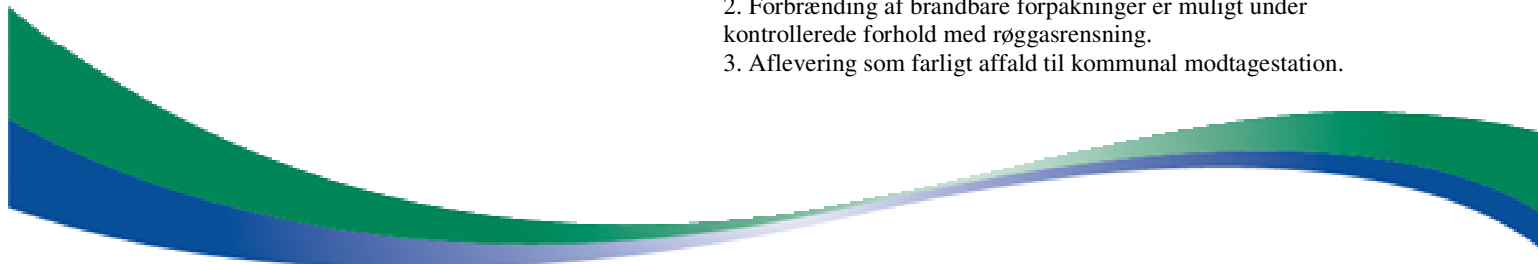 2. Forbrænding af brandbare forpakninger er muligt under
kontrollerede forhold med røggasrensning.
3. Aflevering som farligt affald til kommunal modtagestation.